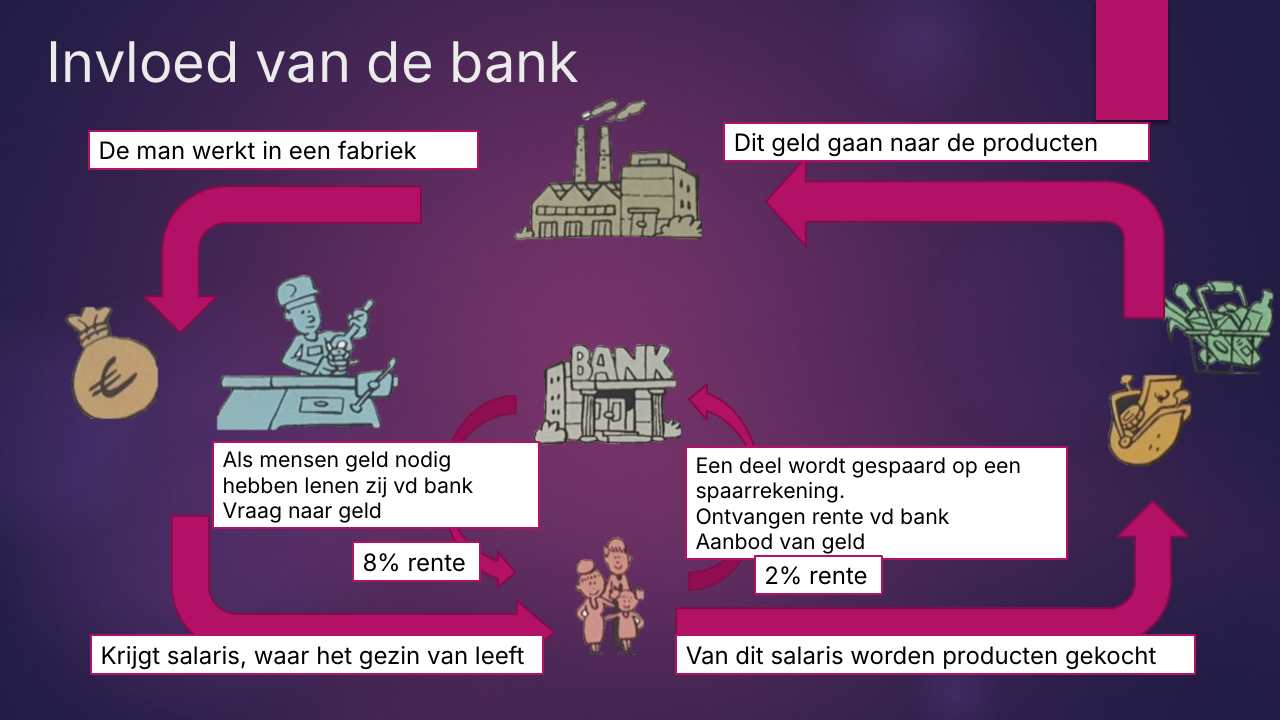 Invloed van de bank
De man werkt in een fabriek
Dit geld gaan naar de producten
€
BANK
Als mensen geld nodig
hebben lenen zij vd bank
Vraag naar geld
Een deel wordt gespaard op een
spaarrekening.
Ontvangen rente vd bank
Aanbod van geld
8% rente
2% rente
Krijgt salaris, waar het gezin van leeft
Van dit salaris worden producten gekocht